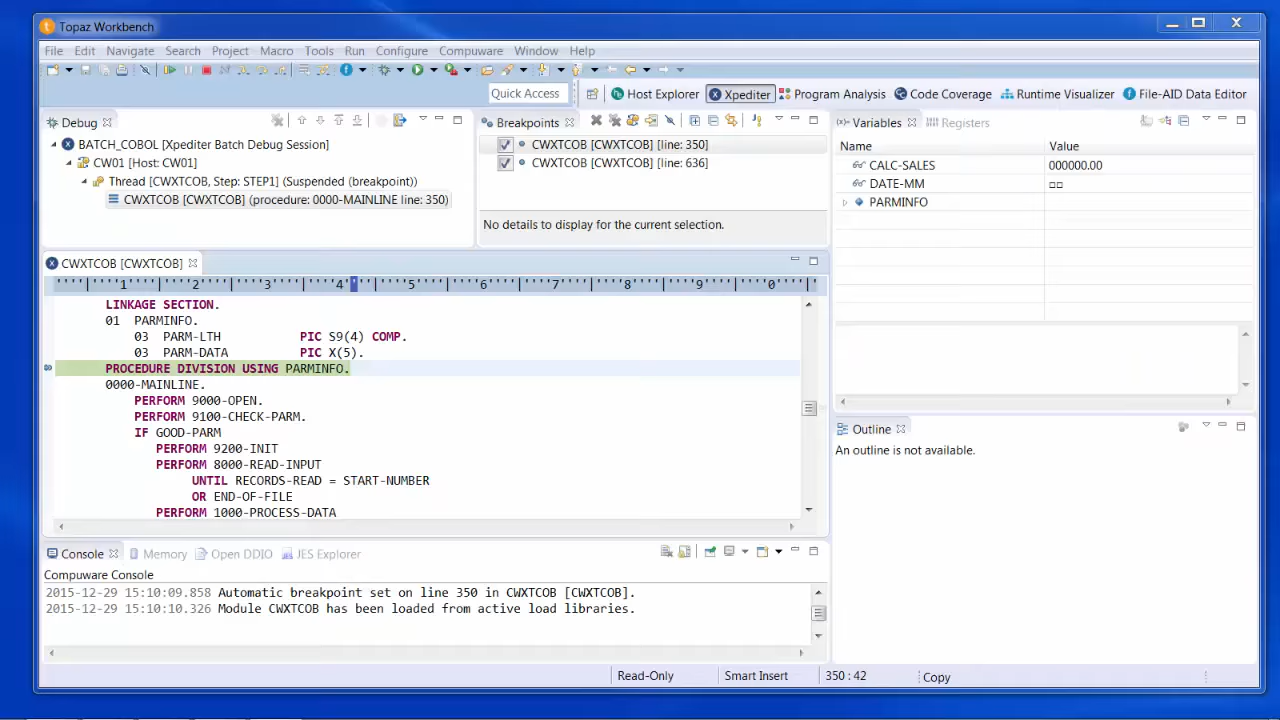 Topaz Workbench
File Edit Navigate Search Project Macro Tools Run Configure Compuware Window Help
Quick Access
Host Explorer Xpediter Program Analysis Code Coverage Runtime Visualizer File-AID Data Editor
Debug
BATCH_COBOL [Xpediter Batch Debug Session]
CW01 [Host: CW01]
Thread [CWXTCOB, Step: STEP1] (Suspended (breakpoint))
CWXTCOB [CWXTCOB] (procedure: 0000-MAINLINE line: 350)
Breakpoints
CWXTCOB [CWXTCOB] [line: 350]
CWXTCOB [CWXTCOB] [line: 636]
No details to display for the current selection.
Variables Registers
Name Value
CALC-SALES 000000.00
DATE-MM □□
PARMINFO
CWXTCOB [CWXTCOB]
1 2 3 4 5 6 7 8 9 0
LINKAGE SECTION.
01 PARMINFO.
03 PARM-LTH PIC S9(4) COMP.
03 PARM-DATA PIC X(5).
PROCEDURE DIVISION USING PARMINFO.
0000-MAINLINE.
PERFORM 9000-OPEN.
PERFORM 9100-CHECK-PARM.
IF GOOD-PARM
PERFORM 9200-INIT
PERFORM 8000-READ-INPUT
UNTIL RECORDS-READ = START-NUMBER
OR END-OF-FILE
PERFORM 1000-PROCESS-DATA
Outline
An outline is not available.
Console Memory Open DDIO JES Explorer
Compuware Console
2015-12-29 15:10:09.858 Automatic breakpoint set on line 350 in CWXTCOB [CWXTCOB].
2015-12-29 15:10:10.326 Module CWXTCOB has been loaded from active load libraries.
Read-Only Smart Insert 350 : 42 Copy